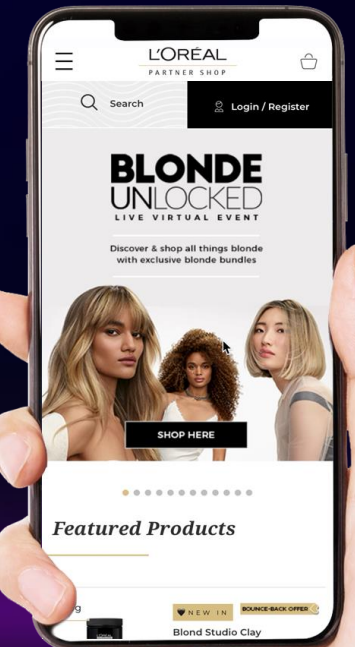 L'ORÉAL
PARTNER SHOP
Search
Login / Register
BLONDE
UNLOCKED
LIVE VIRTUAL EVENT
Discover & shop all things blonde
with exclusive blonde bundles
SHOP HERE
Featured Products
NEW IN
BOUNCE-BACK OFFER
Blond Studio Clay